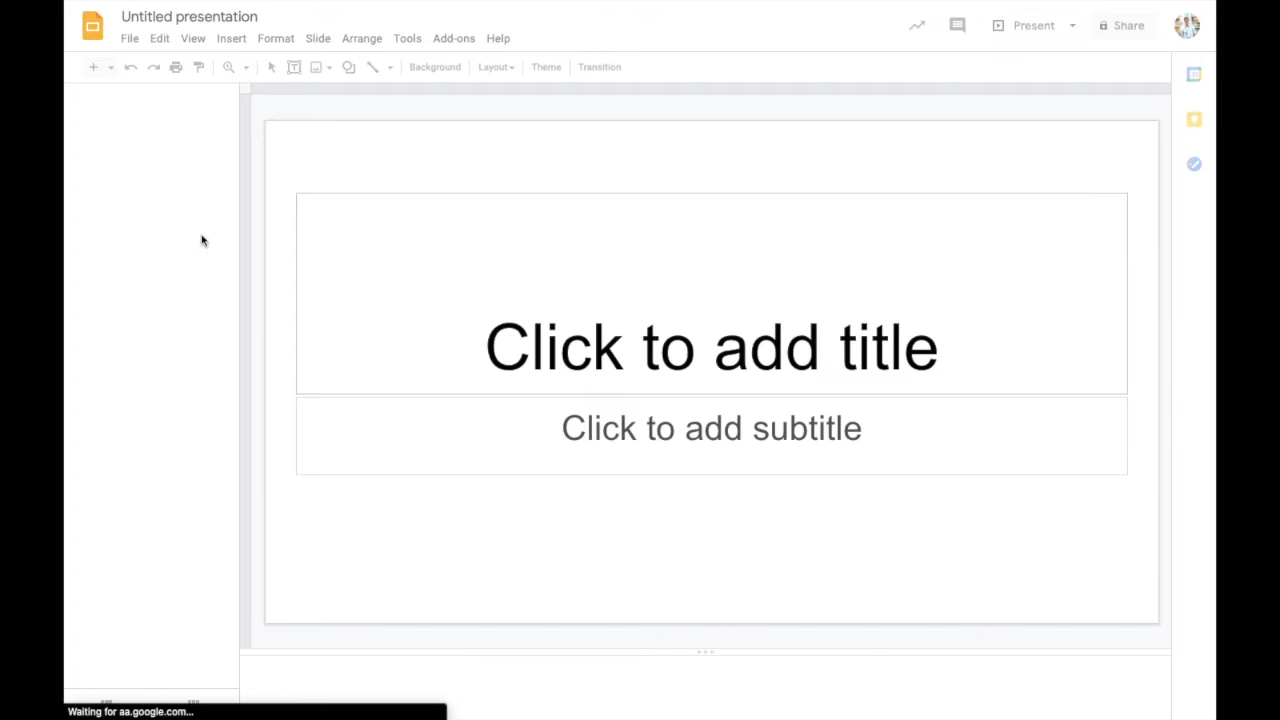 Untitled presentation
File Edit View Insert Format Slide Arrange Tools Add-ons Help
Present
Share
Background Layout Theme Transition
Click to add title
Click to add subtitle
Waiting for aa.google.com...